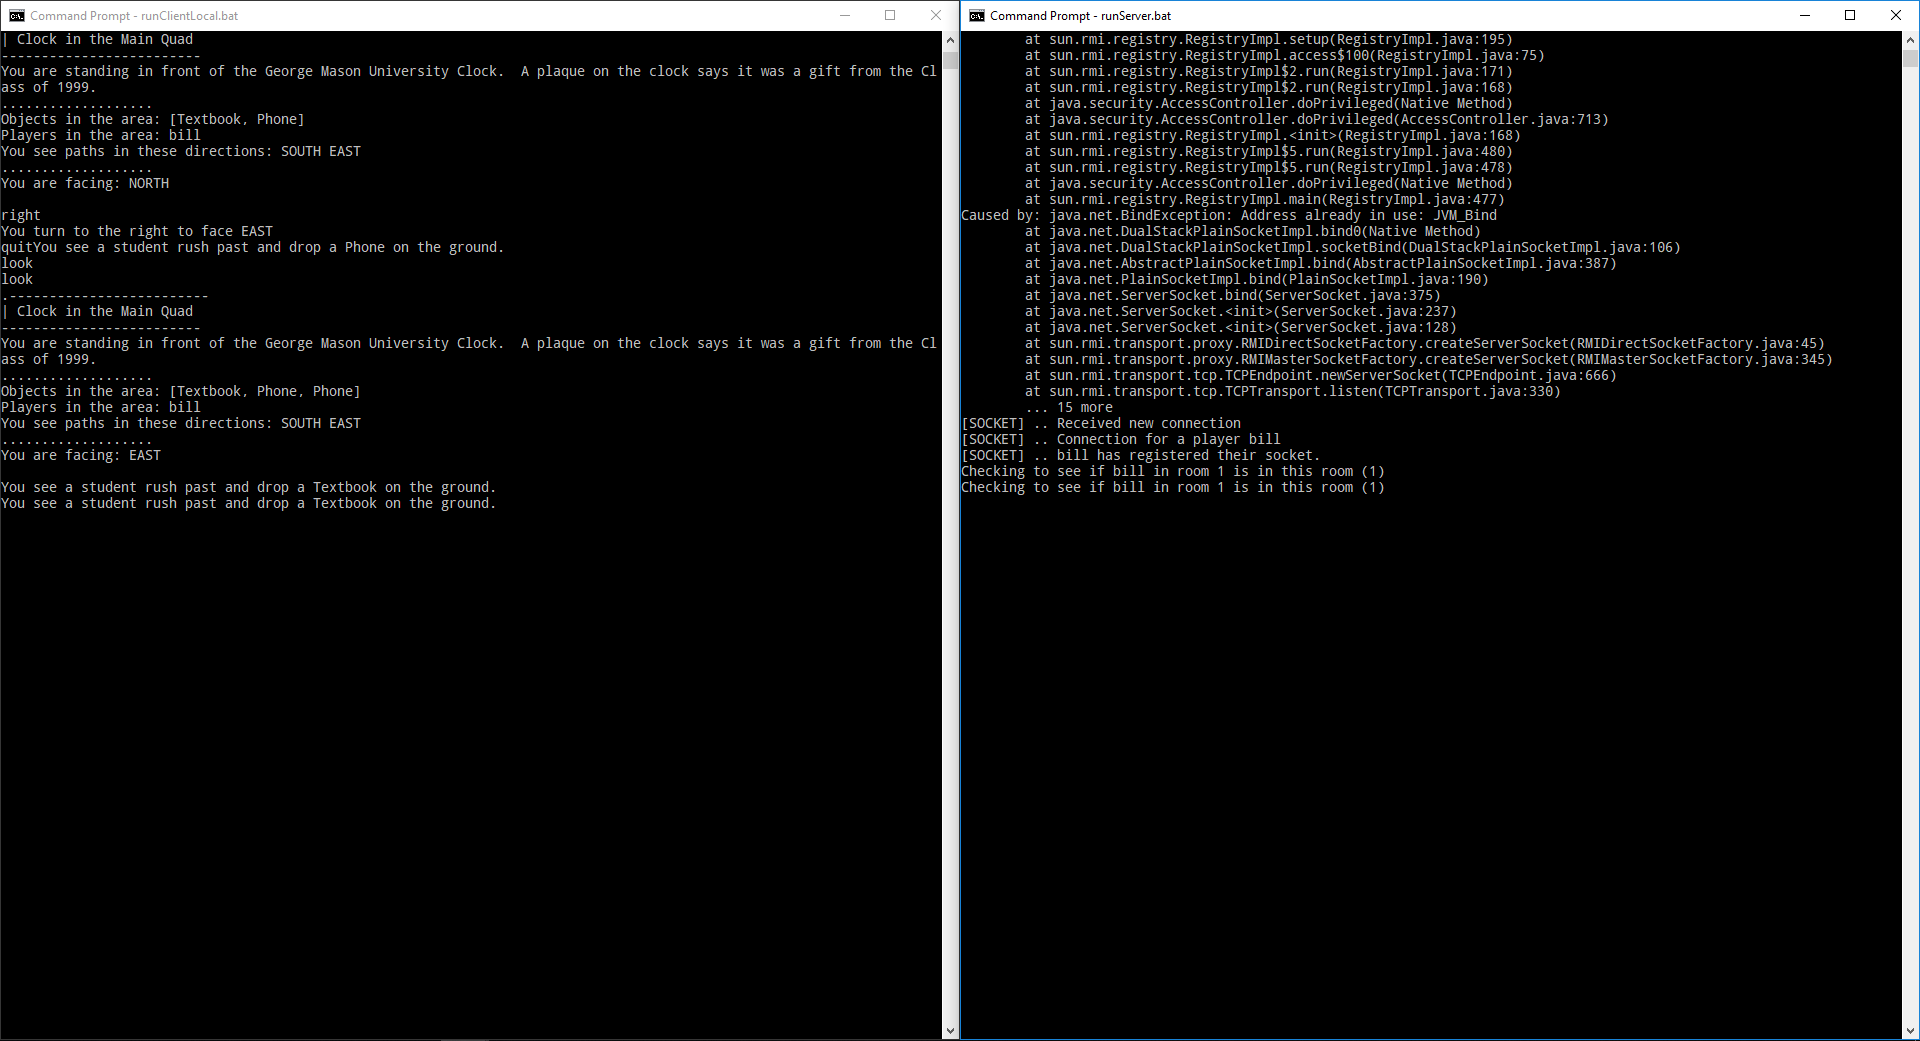 Command Prompt - runClientLocal.bat
| Clock in the Main Quad
-------------------------
You are standing in front of the George Mason University Clock.  A plaque on the clock says it was a gift from the Cl
ass of 1999.
...................
Objects in the area: [Textbook, Phone]
Players in the area: bill
You see paths in these directions: SOUTH EAST
...................
You are facing: NORTH
right
You turn to the right to face EAST
quitYou see a student rush past and drop a Phone on the ground.
look
look
.-------------------------
| Clock in the Main Quad
-------------------------
You are standing in front of the George Mason University Clock.  A plaque on the clock says it was a gift from the Cl
ass of 1999.
...................
Objects in the area: [Textbook, Phone, Phone]
Players in the area: bill
You see paths in these directions: SOUTH EAST
...................
You are facing: EAST
You see a student rush past and drop a Textbook on the ground.
You see a student rush past and drop a Textbook on the ground.
Command Prompt - runServer.bat
        at sun.rmi.registry.RegistryImpl.setup(RegistryImpl.java:195)
        at sun.rmi.registry.RegistryImpl.access$100(RegistryImpl.java:75)
        at sun.rmi.registry.RegistryImpl$2.run(RegistryImpl.java:171)
        at sun.rmi.registry.RegistryImpl$2.run(RegistryImpl.java:168)
        at java.security.AccessController.doPrivileged(Native Method)
        at java.security.AccessController.doPrivileged(AccessController.java:713)
        at sun.rmi.registry.RegistryImpl.<init>(RegistryImpl.java:168)
        at sun.rmi.registry.RegistryImpl$5.run(RegistryImpl.java:480)
        at sun.rmi.registry.RegistryImpl$5.run(RegistryImpl.java:478)
        at java.security.AccessController.doPrivileged(Native Method)
        at sun.rmi.registry.RegistryImpl.main(RegistryImpl.java:477)
Caused by: java.net.BindException: Address already in use: JVM_Bind
        at java.net.DualStackPlainSocketImpl.bind0(Native Method)
        at java.net.DualStackPlainSocketImpl.socketBind(DualStackPlainSocketImpl.java:106)
        at java.net.AbstractPlainSocketImpl.bind(AbstractPlainSocketImpl.java:387)
        at java.net.PlainSocketImpl.bind(PlainSocketImpl.java:190)
        at java.net.ServerSocket.bind(ServerSocket.java:375)
        at java.net.ServerSocket.<init>(ServerSocket.java:237)
        at java.net.ServerSocket.<init>(ServerSocket.java:128)
        at sun.rmi.transport.proxy.RMIDirectSocketFactory.createServerSocket(RMIDirectSocketFactory.java:45)
        at sun.rmi.transport.proxy.RMIMasterSocketFactory.createServerSocket(RMIMasterSocketFactory.java:345)
        at sun.rmi.transport.tcp.TCPEndpoint.newServerSocket(TCPEndpoint.java:666)
        at sun.rmi.transport.tcp.TCPTransport.listen(TCPTransport.java:330)
        ... 15 more
[SOCKET] .. Received new connection
[SOCKET] .. Connection for a player bill
[SOCKET] .. bill has registered their socket.
Checking to see if bill in room 1 is in this room (1)
Checking to see if bill in room 1 is in this room (1)